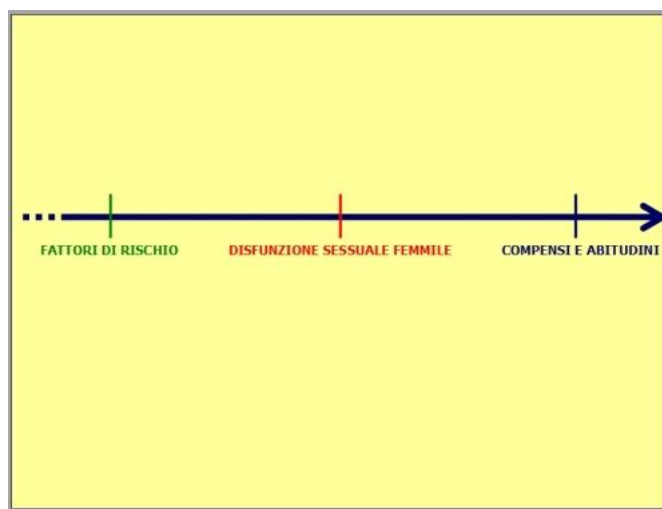 FATTORI DI RISCHIO
DISFUNZIONE SESSUALE FEMMILE
COMPENSI E ABITUDINI